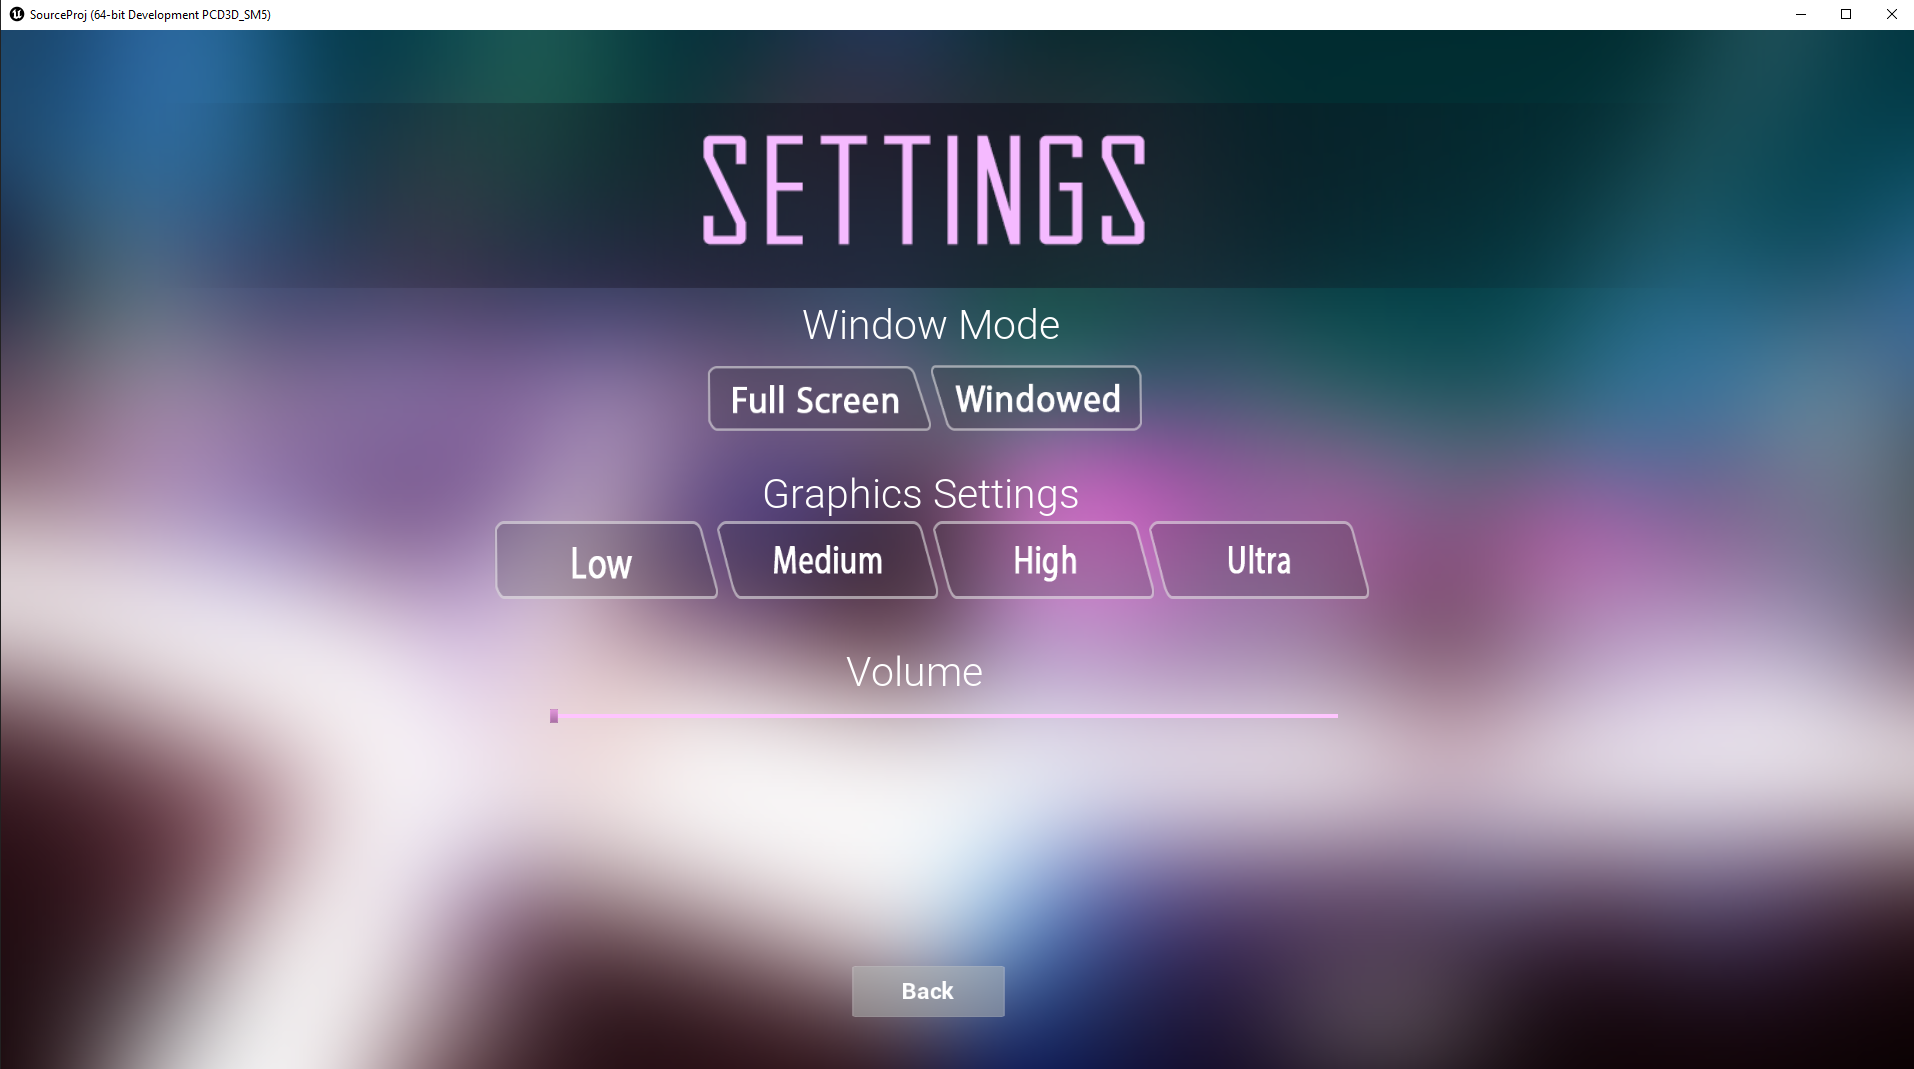 SourceProj (64-bit Development PCD3D_SM5)
SETTINGS
Window Mode
Full Screen Windowed
Graphics Settings
Low Medium High Ultra
Volume
Back